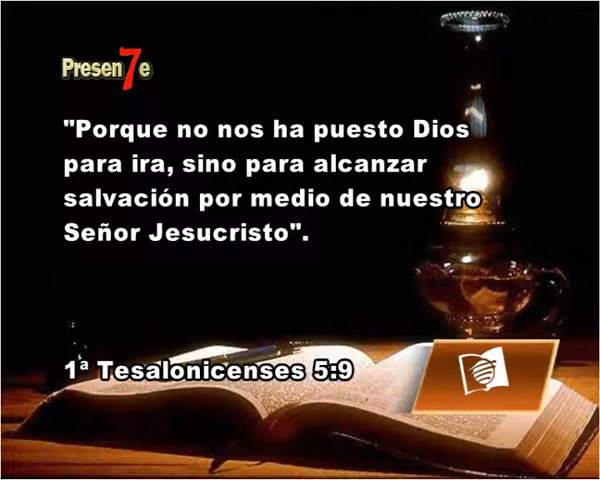 Presen7e
"Porque no nos ha puesto Dios
para ira, sino para alcanzar
salvación por medio de nuestro
Señor Jesucristo".
1ª Tesalonicenses 5:9